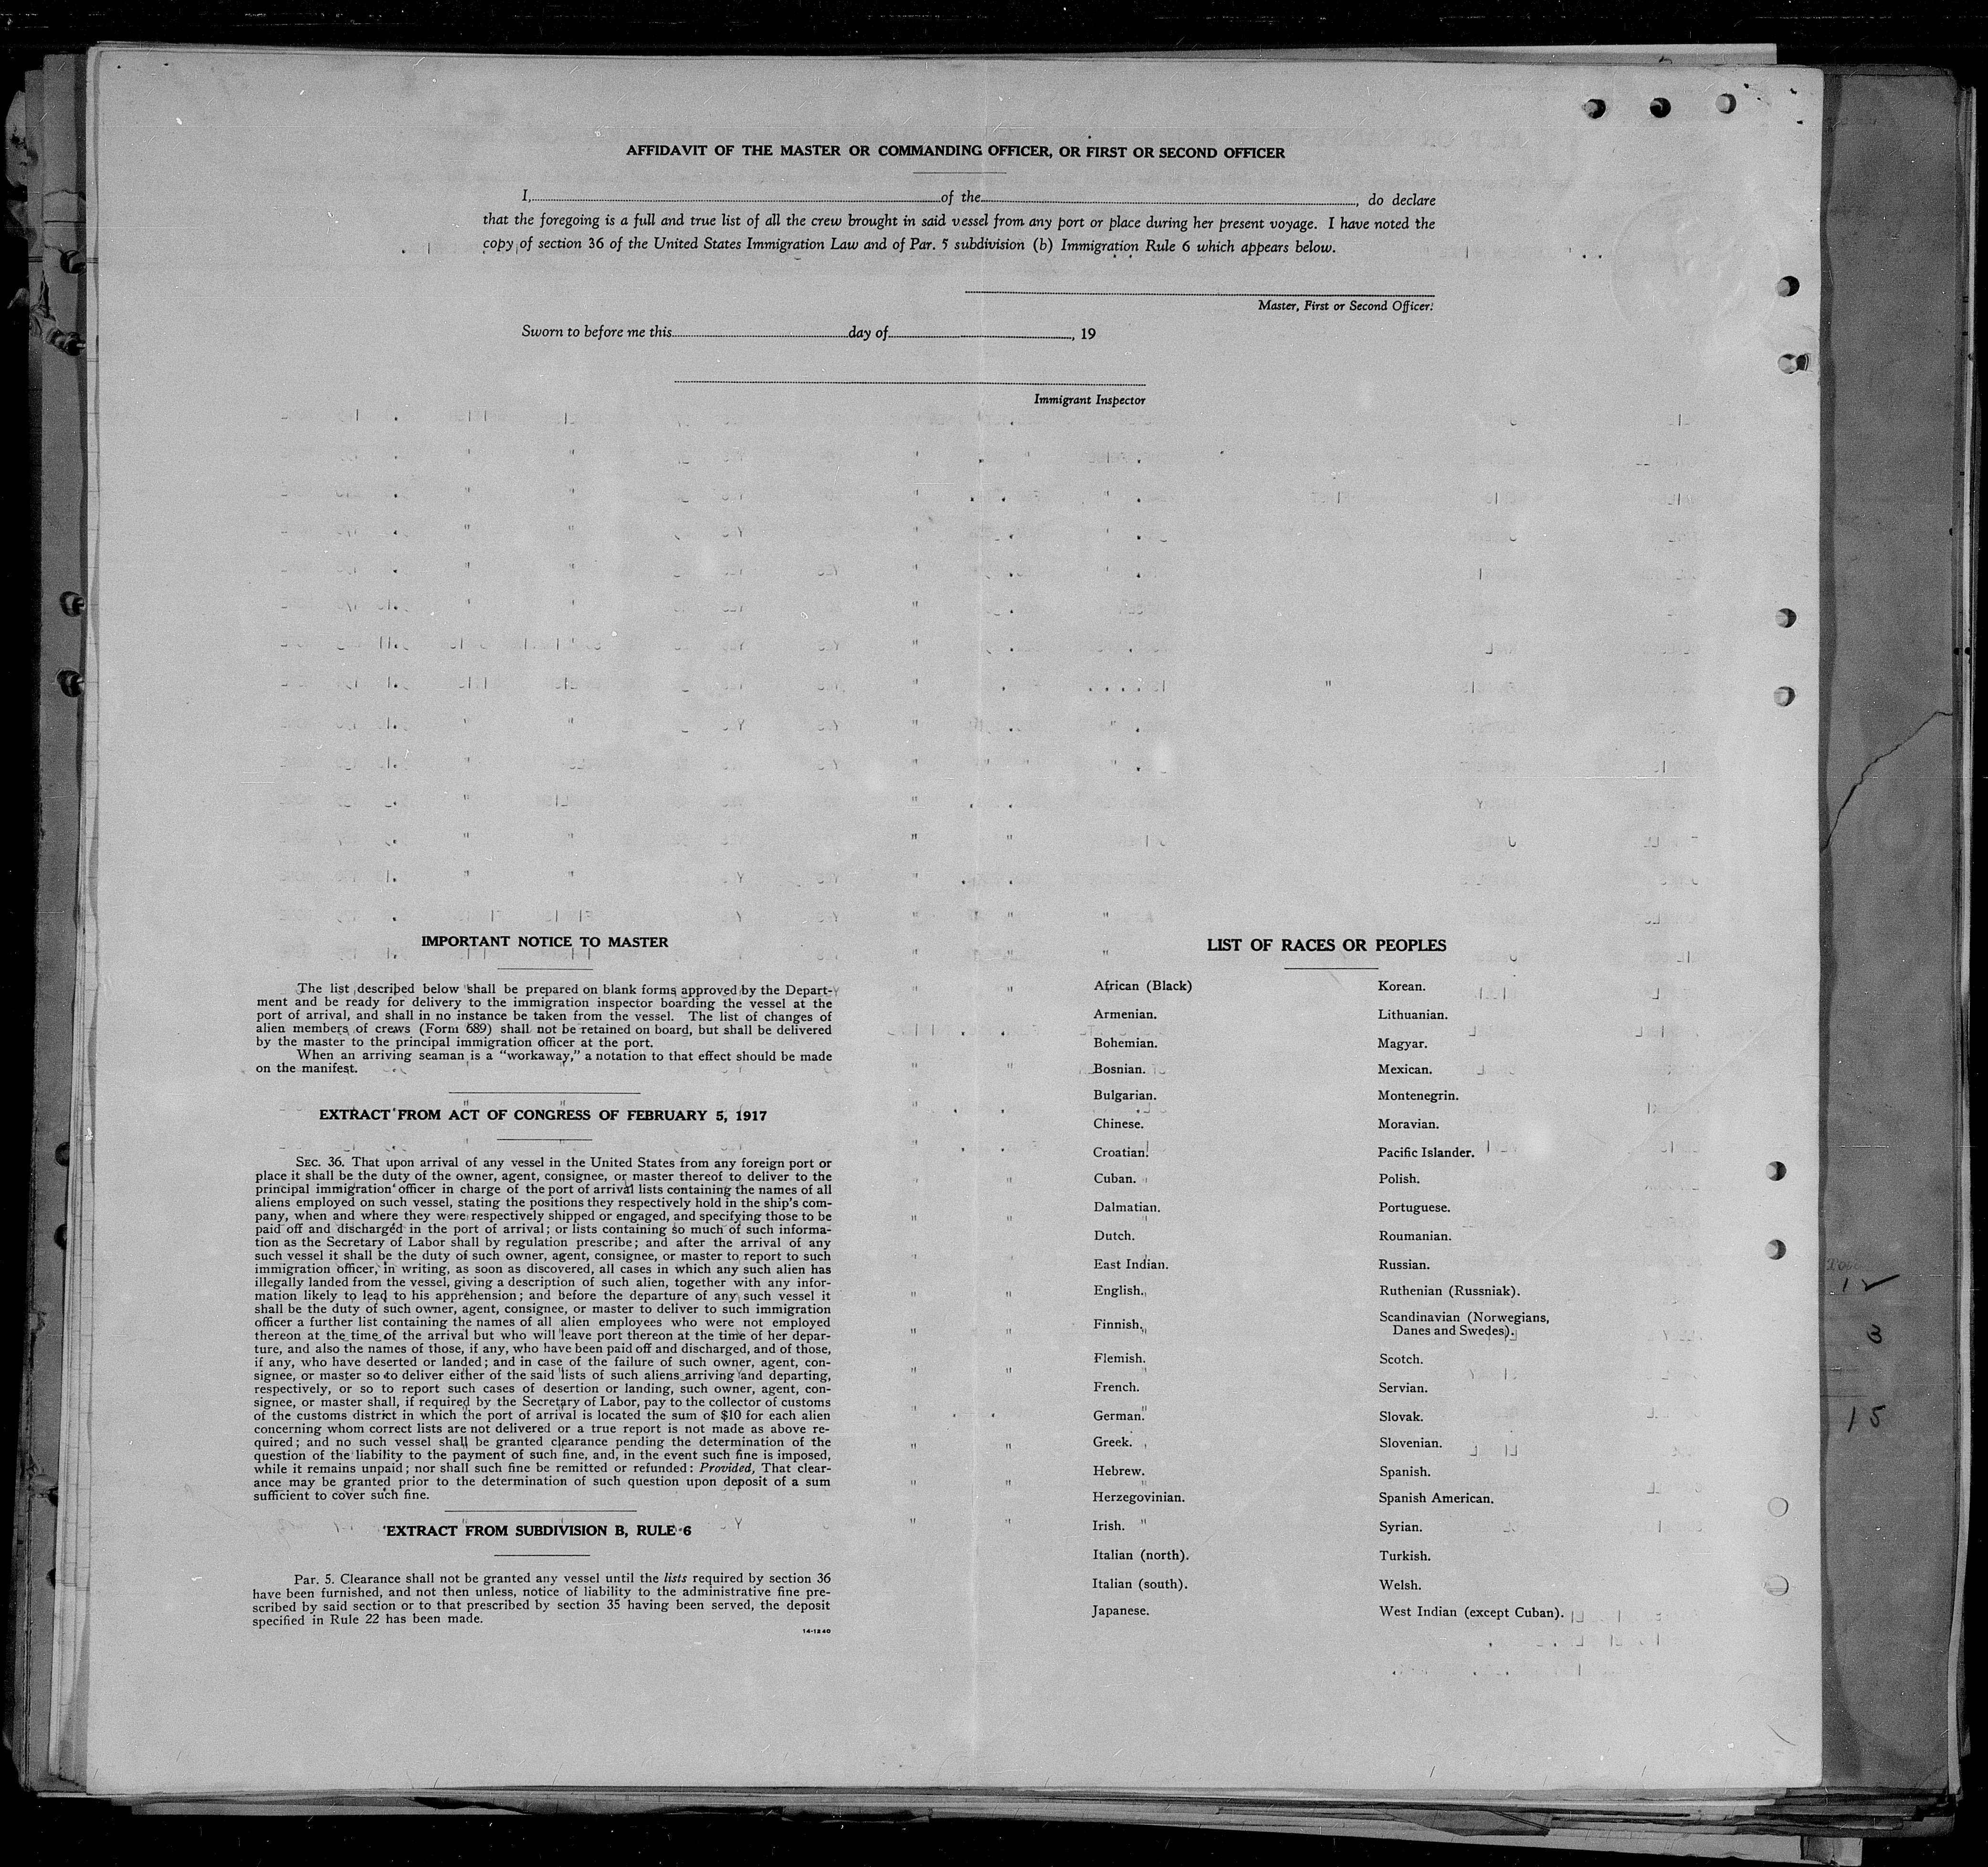 AFFIDAVIT OF THE MASTER OR COMMANDING OFFICER, OR FIRST OR SECOND OFFICER
I, of the , do declare
that the foregoing is a full and true list of all the crew brought in said vessel from any port or place during her present voyage. I have noted the
copy of section 36 of the United States Immigration Law and of Par. 5 subdivision (b) Immigration Rule 6 which appears below.
Master, First or Second Officer.
Sworn to before me this day of , 19
Immigrant Inspector
IMPORTANT NOTICE TO MASTER
The list described below shall be prepared on blank forms approved by the Depart-
ment and be ready for delivery to the immigration inspector boarding the vessel at the
port of arrival, and shall in no instance be taken from the vessel. The list of changes of
alien members of crews (Form 689) shall not be retained on board, but shall be delivered
by the master to the principal immigration officer at the port.
When an arriving seaman is a "workaway," a notation to that effect should be made
on the manifest.
EXTRACT FROM ACT OF CONGRESS OF FEBRUARY 5, 1917
SEC. 36. That upon arrival of any vessel in the United States from any foreign port or
place it shall be the duty of the owner, agent, consignee, or master thereof to deliver to the
principal immigration officer in charge of the port of arrival lists containing the names of all
aliens employed on such vessel, stating the positions they respectively hold in the ship's com-
pany, when and where they were respectively shipped or engaged, and specifying those to be
paid off and discharged in the port of arrival; or lists containing so much of such informa-
tion as the Secretary of Labor shall by regulation prescribe; and after the arrival of any
such vessel it shall be the duty of such owner, agent, consignee, or master to report to such
immigration officer, in writing, as soon as discovered, all cases in which any such alien has
illegally landed from the vessel, giving a description of such alien, together with any infor-
mation likely to lead to his apprehension; and before the departure of any such vessel it
shall be the duty of such owner, agent, consignee, or master to deliver to such immigration
officer a further list containing the names of all alien employees who were not employed
thereon at the time of the arrival but who will leave port thereon at the time of her depar-
ture, and also the names of those, if any, who have been paid off and discharged, and of those,
if any, who have deserted or landed; and in case of the failure of such owner, agent, con-
signee, or master so to deliver either of the said lists of such aliens arriving and departing,
respectively, or so to report such cases of desertion or landing, such owner, agent, con-
signee, or master shall, if required by the Secretary of Labor, pay to the collector of customs
of the customs district in which the port of arrival is located the sum of $10 for each alien
concerning whom correct lists are not delivered or a true report is not made as above re-
quired; and no such vessel shall be granted clearance pending the determination of the
question of the liability to the payment of such fine, and, in the event such fine is imposed,
while it remains unpaid; nor shall such fine be remitted or refunded: Provided, That clear-
ance may be granted prior to the determination of such question upon deposit of a sum
sufficient to cover such fine.
EXTRACT FROM SUBDIVISION B, RULE 6
Par. 5. Clearance shall not be granted any vessel until the lists required by section 36
have been furnished, and not then unless, notice of liability to the administrative fine pre-
scribed by said section or to that prescribed by section 35 having been served, the deposit
specified in Rule 22 has been made.
14-1240
LIST OF RACES OR PEOPLES
African (Black)
Armenian.
Bohemian.
Bosnian.
Bulgarian.
Chinese.
Croatian.
Cuban.
Dalmatian.
Dutch.
East Indian.
English.
Finnish.
Flemish.
French.
German.
Greek.
Hebrew.
Herzegovinian.
Irish.
Italian (north).
Italian (south).
Japanese.
Korean.
Lithuanian.
Magyar.
Mexican.
Montenegrin.
Moravian.
Pacific Islander.
Polish.
Portuguese.
Roumanian.
Russian.
Ruthenian (Russniak).
Scandinavian (Norwegians,
Danes and Swedes).
Scotch.
Servian.
Slovak.
Slovenian.
Spanish.
Spanish American.
Syrian.
Turkish.
Welsh.
West Indian (except Cuban).
12
3
15